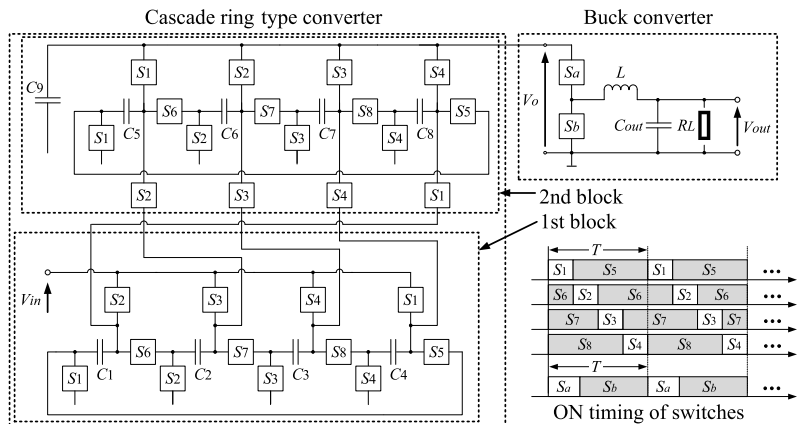 Cascade ring type converter
Buck converter
S1 S2 S3 S4
C9
Sa
L
S6 S7 S8 S5
Vo
C5 C6 C7 C8
S1 S2 S3 S4
Sb
Cout
RL
Vout
S2 S3 S4 S1
2nd block
1st block
Vin
S2 S3 S4 S1
S6 S7 S8 S5
C1 C2 C3 C4
S1 S2 S3 S4
T
S1 S5 S1 S5 •••
S6 S2 S6 S2 S6 •••
S7 S3 S7 S3 S7 •••
S8 S4 S8 S4 •••
T
Sa Sb Sa Sb •••
ON timing of switches